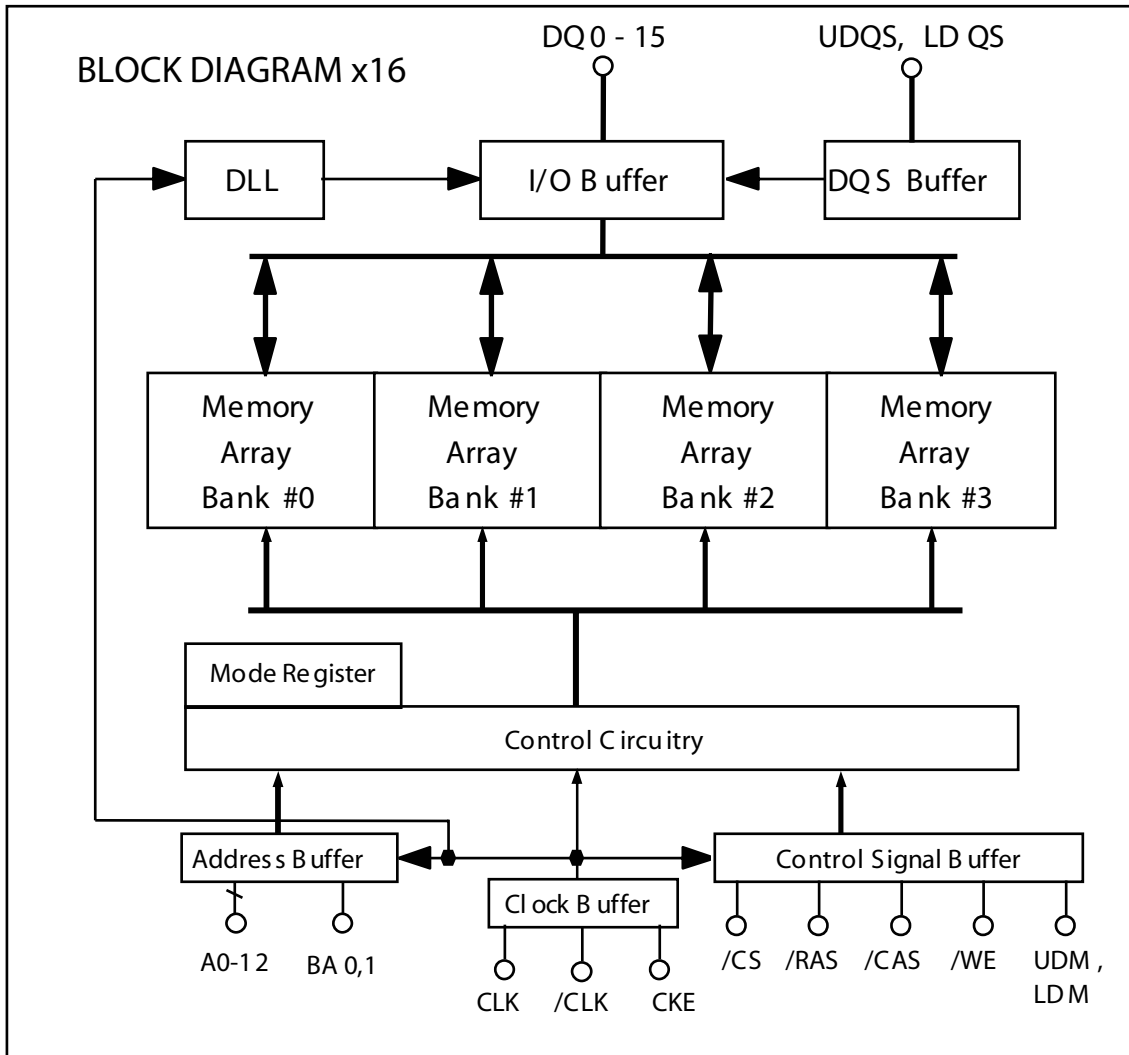 BLOCK DIAGRAM x16
DQ0 - 15
UDQS, LDQS
DLL
I/O Buffer
DQS Buffer
Memory
Array
Bank #0
Memory
Array
Bank #1
Memory
Array
Bank #2
Memory
Array
Bank #3
Mode Register
Control Circuitry
Address Buffer
Clock Buffer
Control Signal Buffer
A0-12
BA 0,1
CLK
/CLK
CKE
/CS
/RAS
/CAS
/WE
UDM,
LDM